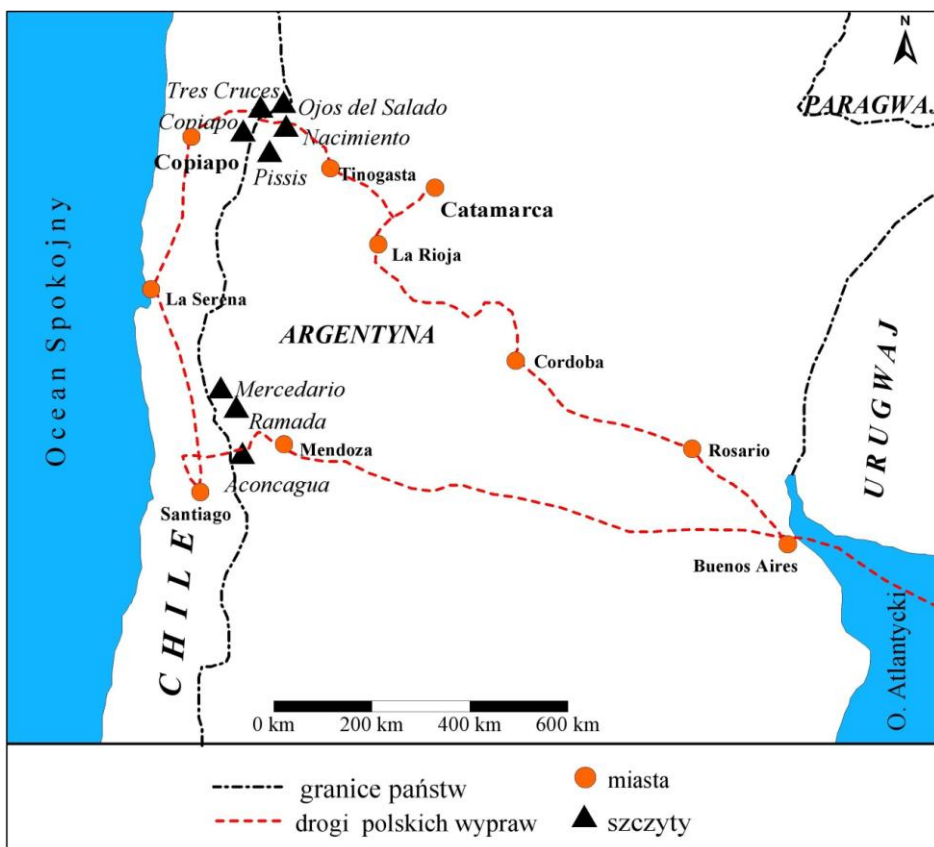 N
PARAGWAJ
Tres Cruces
Ojos del Salado
Copiapo
Nacimiento
Copiapo
Pissis
Tinogasta
Catamarca
La Rioja
La Serena
ARGENTYNA
Ocean Spokojny
Cordoba
URUGWAJ
Mercedario
Ramada
Mendoza
Rosario
Aconcagua
Santiago
Buenos Aires
CHILE
O. Atlantycki
0 km 200 km 400 km 600 km
granice państw
miasta
drogi polskich wypraw
szczyty